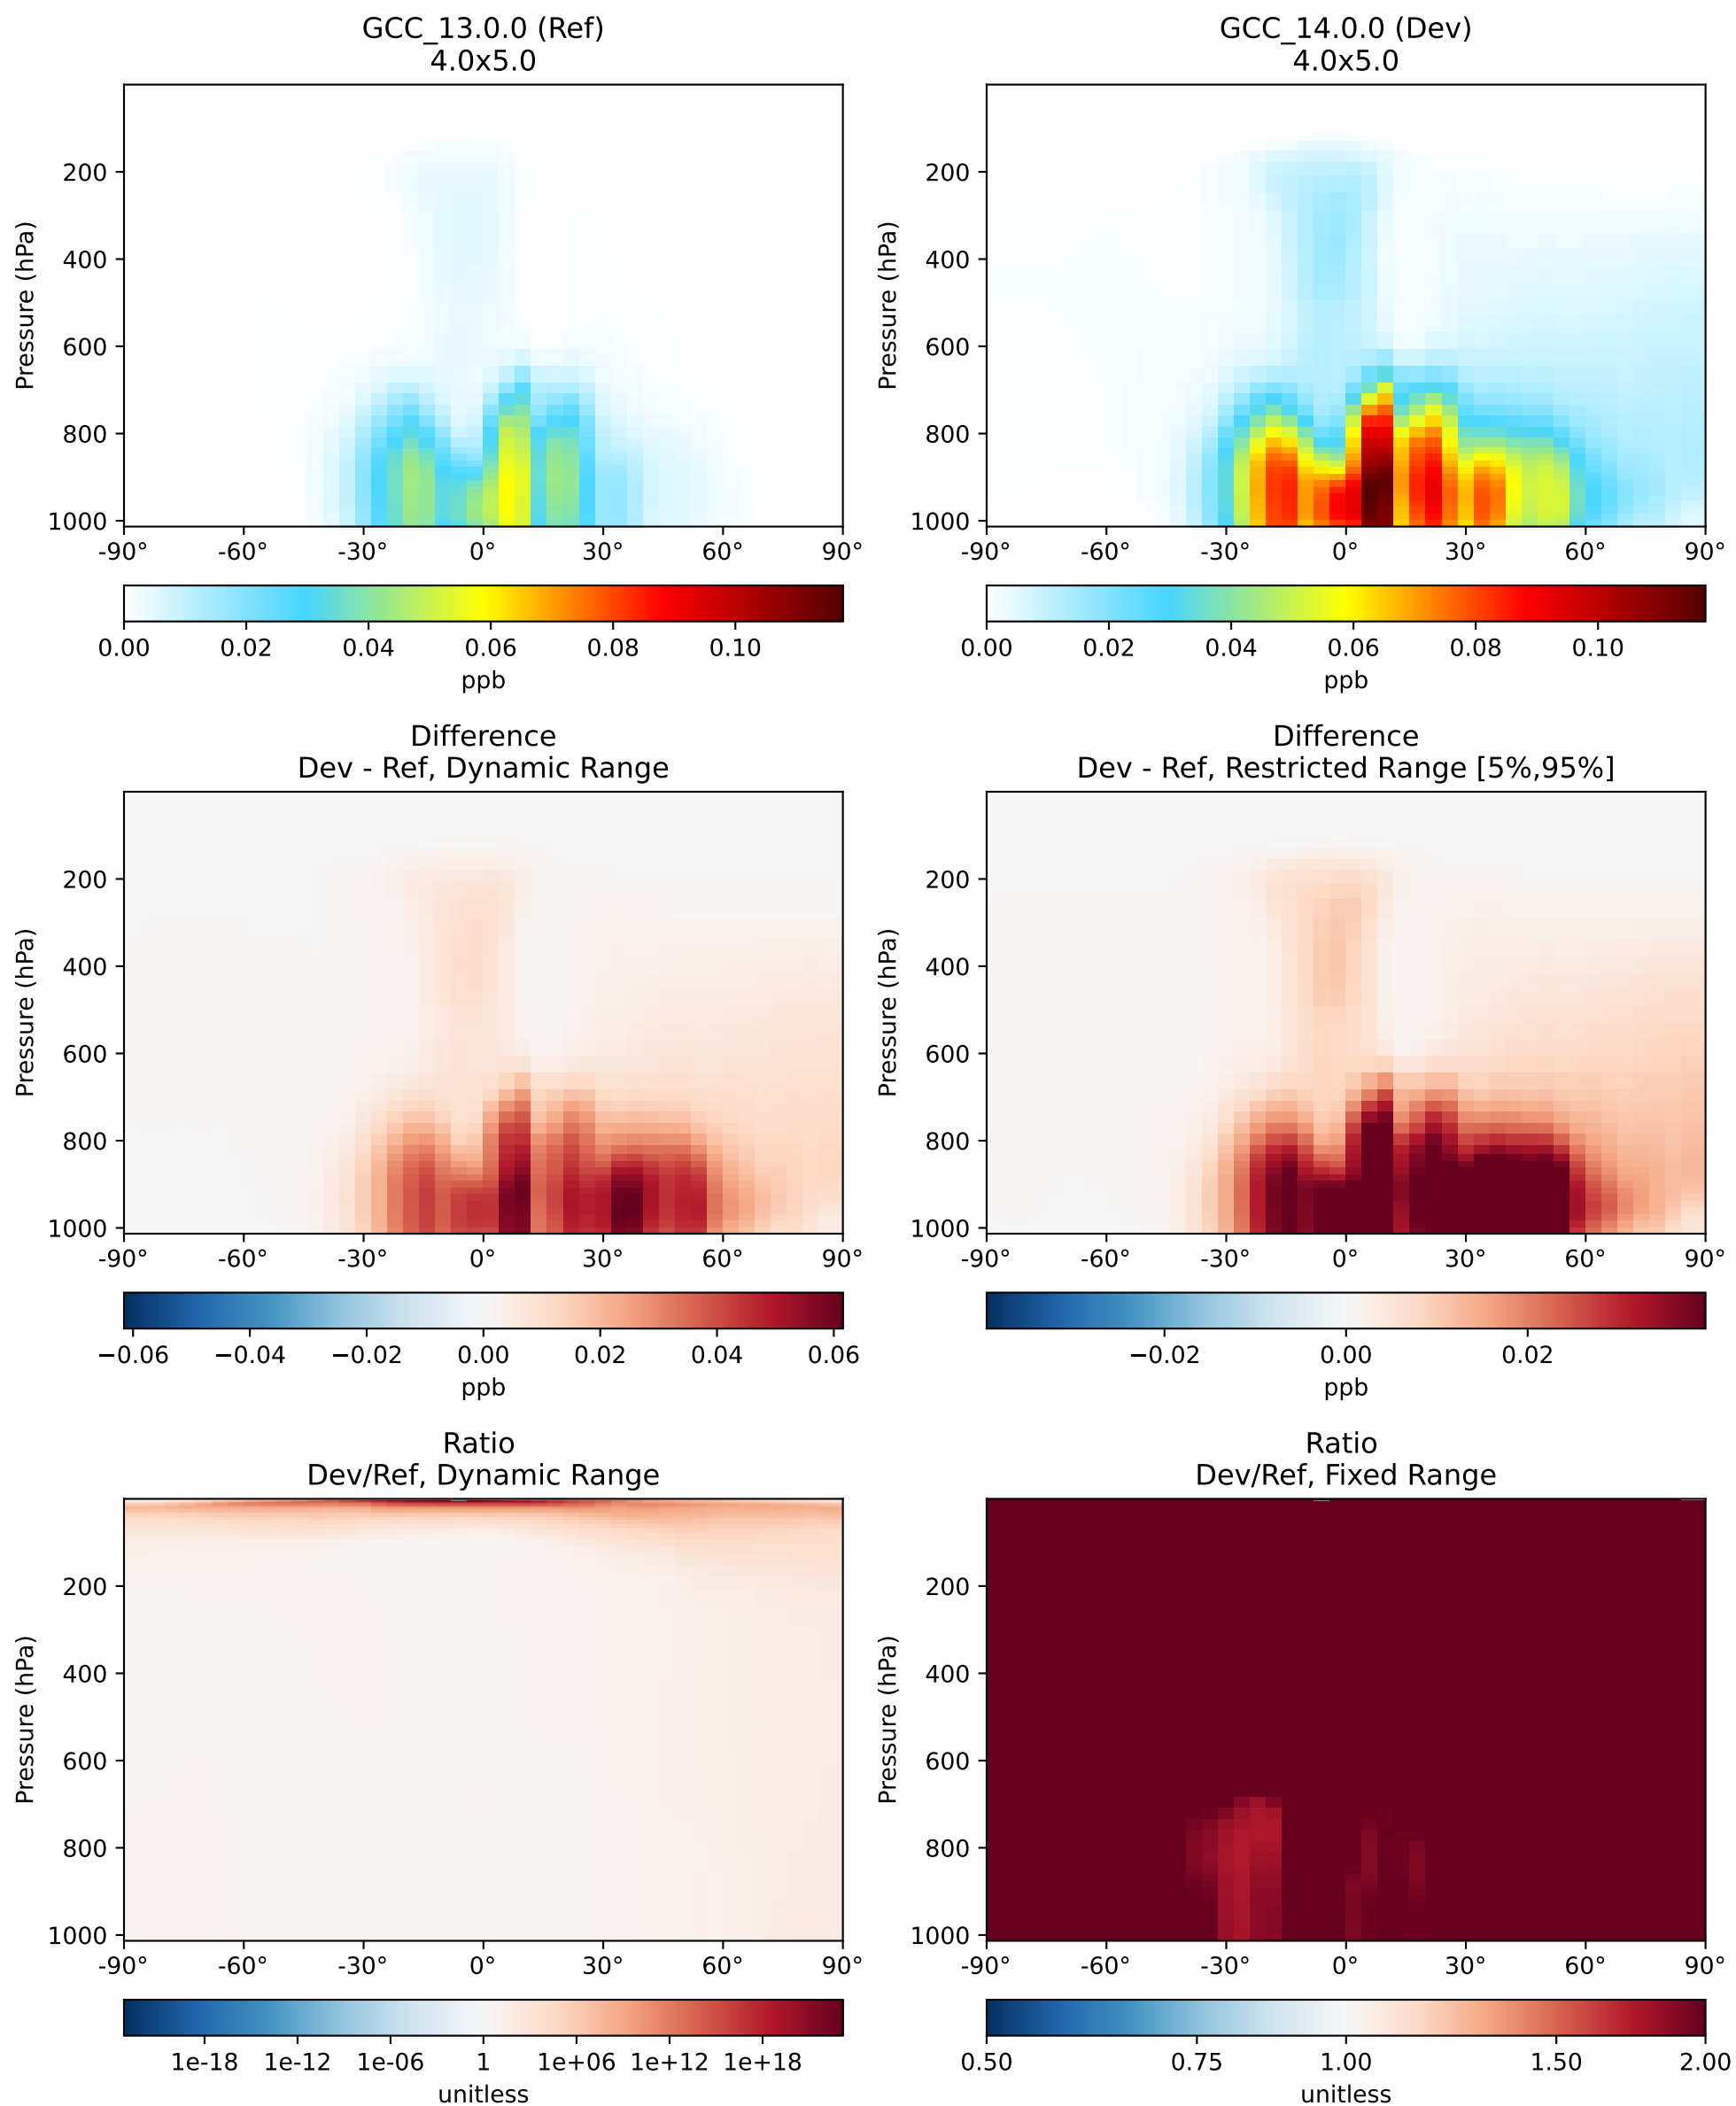 GCC_13.0.0 (Ref)
4.0x5.0
Pressure (hPa)
200
400
600
800
1000
-90° -60° -30° 0° 30° 60° 90°
0.00 0.02 0.04 0.06 0.08 0.10
ppb
GCC_14.0.0 (Dev)
4.0x5.0
Pressure (hPa)
200
400
600
800
1000
-90° -60° -30° 0° 30° 60° 90°
0.00 0.02 0.04 0.06 0.08 0.10
ppb
Difference
Dev - Ref, Dynamic Range
Pressure (hPa)
200
400
600
800
1000
-90° -60° -30° 0° 30° 60° 90°
−0.06 −0.04 −0.02 0.00 0.02 0.04 0.06
ppb
Difference
Dev - Ref, Restricted Range [5%,95%]
Pressure (hPa)
200
400
600
800
1000
-90° -60° -30° 0° 30° 60° 90°
−0.02 0.00 0.02
ppb
Ratio
Dev/Ref, Dynamic Range
Pressure (hPa)
200
400
600
800
1000
-90° -60° -30° 0° 30° 60° 90°
1e-18 1e-12 1e-06 1 1e+06 1e+12 1e+18
unitless
Ratio
Dev/Ref, Fixed Range
Pressure (hPa)
200
400
600
800
1000
-90° -60° -30° 0° 30° 60° 90°
0.50 0.75 1.00 1.50 2.00
unitless